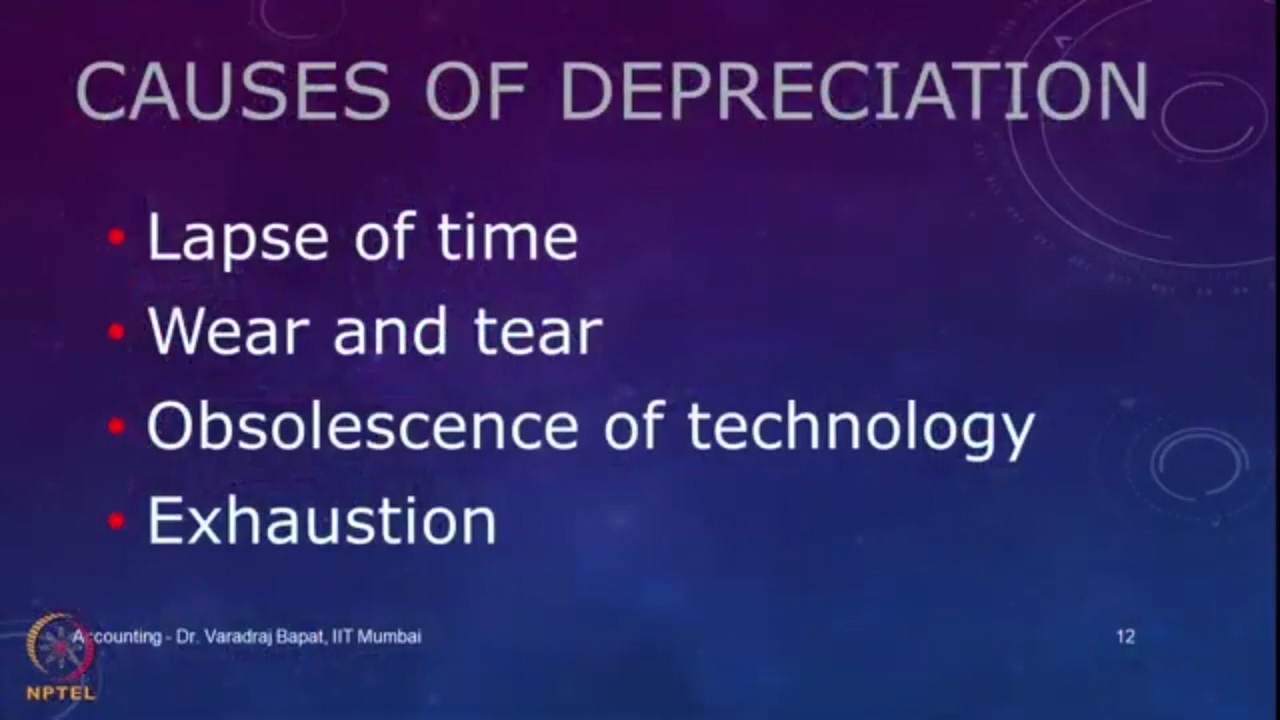 CAUSES OF DEPRECIATION
• Lapse of time
• Wear and tear
• Obsolescence of technology
• Exhaustion
Accounting - Dr. Varadraj Bapat, IIT Mumbai
12
NPTEL